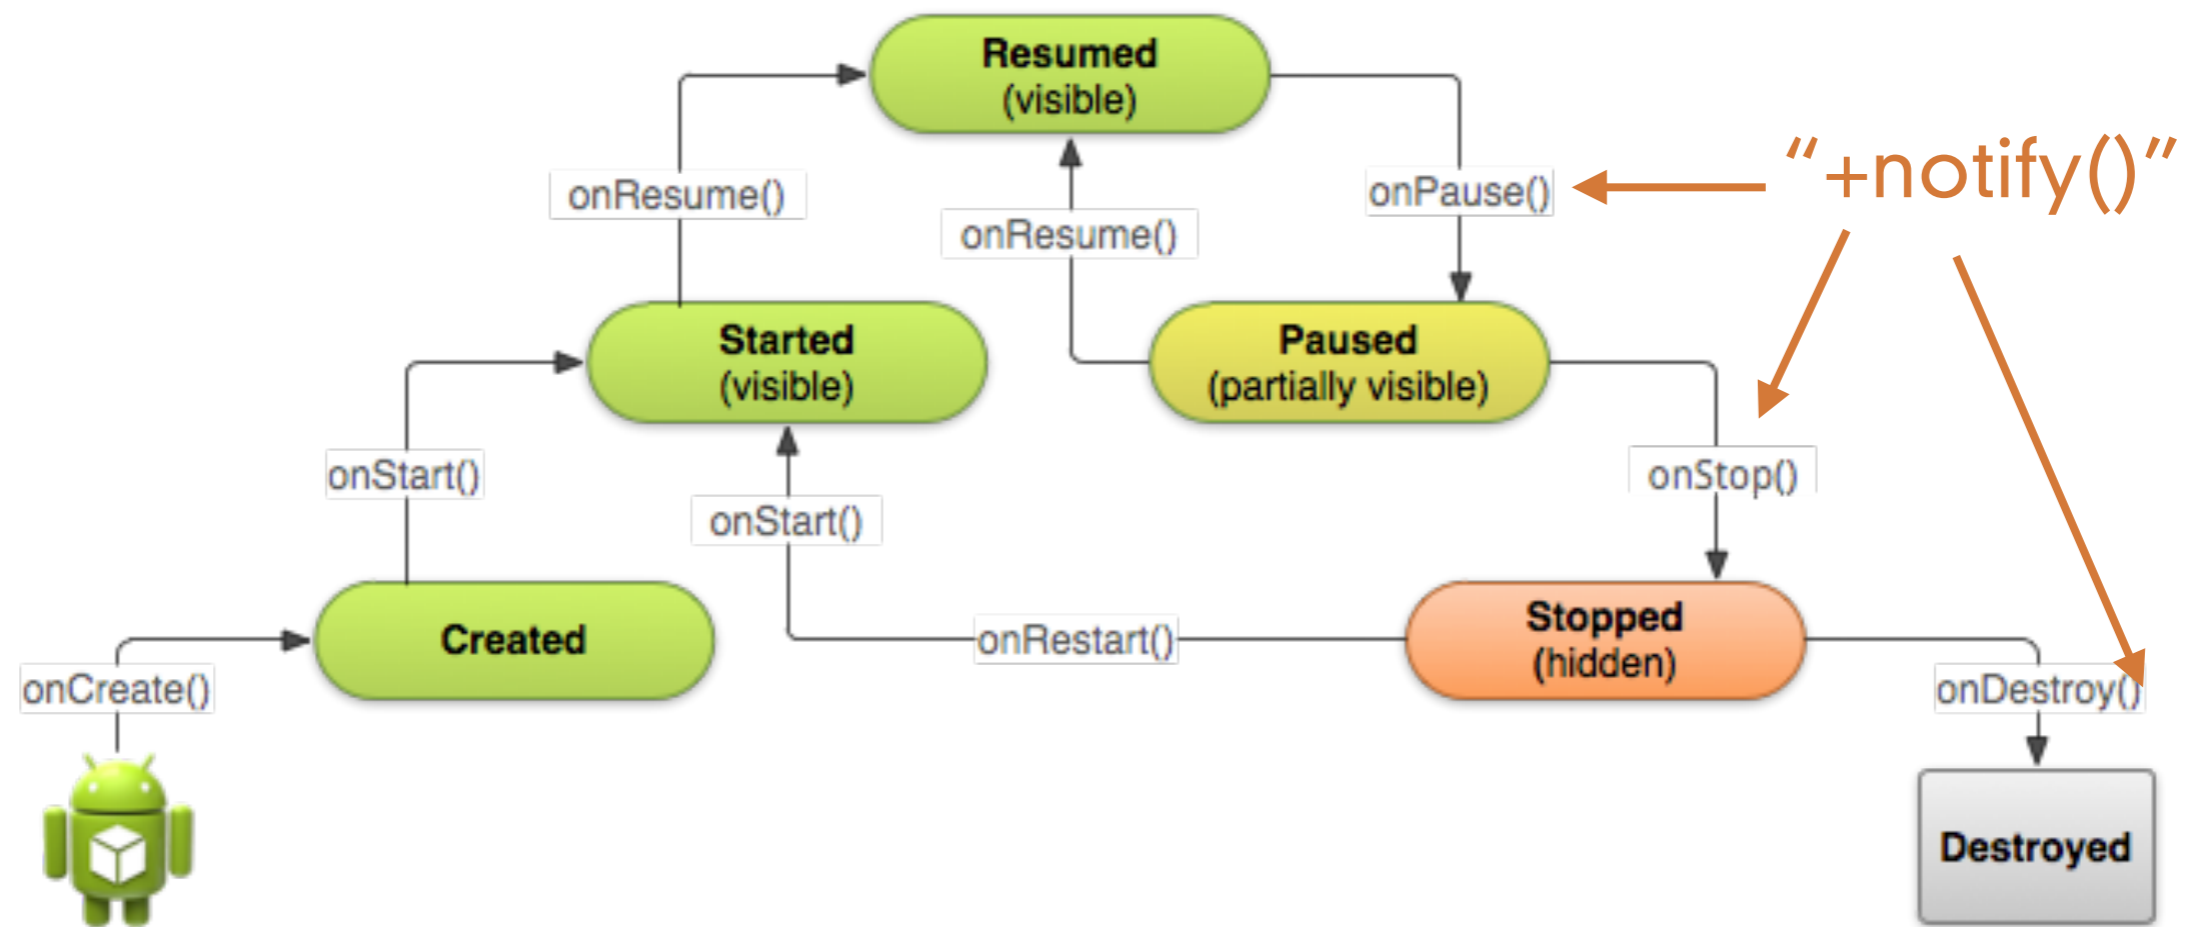 Resumed
(visible)
“+notify()”
onResume()
onPause()
onResume()
Started
(visible)
Paused
(partially visible)
onStart()
onStop()
onStart()
Created
onRestart()
Stopped
(hidden)
onCreate()
onDestroy()
Destroyed